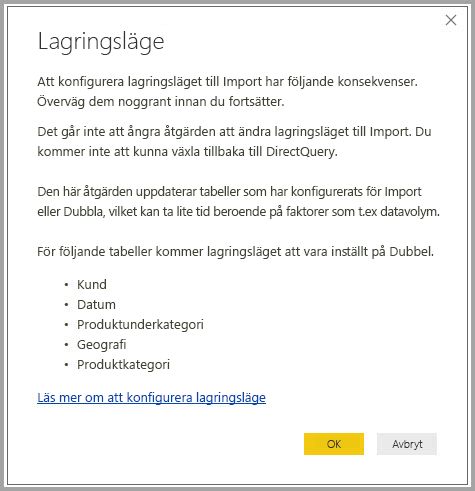 Lagringsläge
Att konfigurera lagringsläget till Import har följande konsekvenser.
Överväg dem noggrant innan du fortsätter.
Det går inte att ångra åtgärden att ändra lagringsläget till Import. Du
kommer inte att kunna växla tillbaka till DirectQuery.
Den här åtgärden uppdaterar tabeller som har konfigurerats för Import
eller Dubbla, vilket kan ta lite tid beroende på faktorer som t.ex datavolym.
För följande tabeller kommer lagringsläget att vara inställt på Dubbel.
• Kund
• Datum
• Produktunderkategori
• Geografi
• Produktkategori
Läs mer om att konfigurera lagringsläge
OK Avbryt